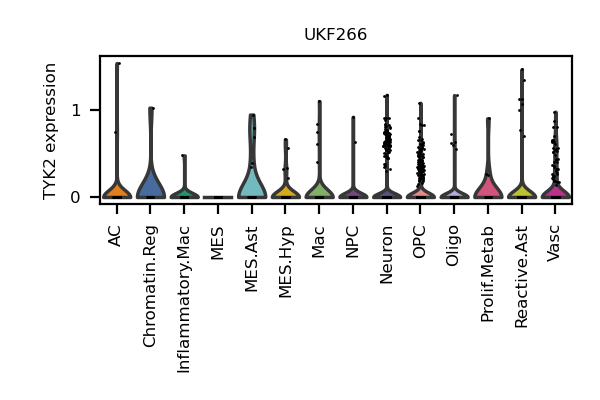 UKF266
TYK2 expression
1
0
AC
Chromatin.Reg
Inflammatory.Mac
MES
MES.Ast
MES.Hyp
Mac
NPC
Neuron
OPC
Oligo
Prolif.Metab
Reactive.Ast
Vasc